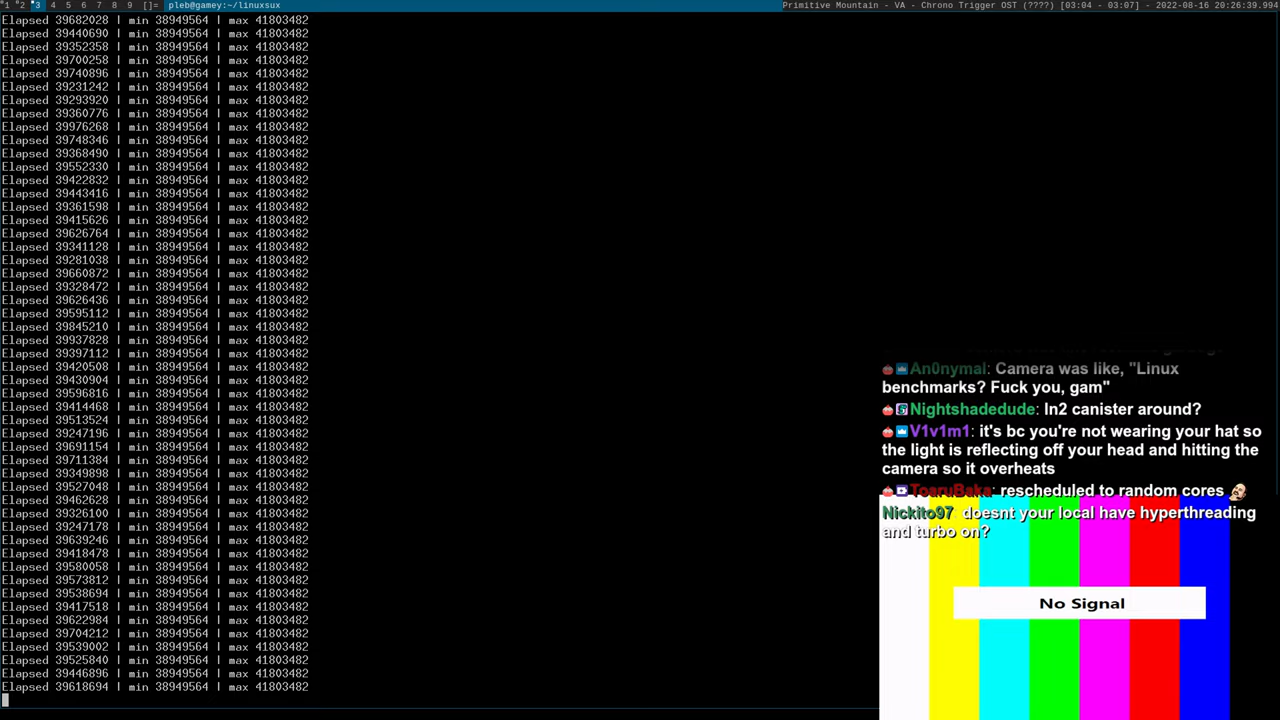 1 2 3 4 5 6 7 8 9 []= pleb@gamey:~/linuxsux Primitive Mountain - VA - Chrono Trigger OST (????) [03:04 - 03:07] - 2022-08-16 20:26:39.994
Elapsed 39682028 | min 38949564 | max 41803482
Elapsed 39440690 | min 38949564 | max 41803482
Elapsed 39352358 | min 38949564 | max 41803482
Elapsed 39700258 | min 38949564 | max 41803482
Elapsed 39740896 | min 38949564 | max 41803482
Elapsed 39231242 | min 38949564 | max 41803482
Elapsed 39293920 | min 38949564 | max 41803482
Elapsed 39360776 | min 38949564 | max 41803482
Elapsed 39976268 | min 38949564 | max 41803482
Elapsed 39748346 | min 38949564 | max 41803482
Elapsed 39368490 | min 38949564 | max 41803482
Elapsed 39552330 | min 38949564 | max 41803482
Elapsed 39422832 | min 38949564 | max 41803482
Elapsed 39443416 | min 38949564 | max 41803482
Elapsed 39361598 | min 38949564 | max 41803482
Elapsed 39415626 | min 38949564 | max 41803482
Elapsed 39626764 | min 38949564 | max 41803482
Elapsed 39341128 | min 38949564 | max 41803482
Elapsed 39281038 | min 38949564 | max 41803482
Elapsed 39660872 | min 38949564 | max 41803482
Elapsed 39328472 | min 38949564 | max 41803482
Elapsed 39626436 | min 38949564 | max 41803482
Elapsed 39595112 | min 38949564 | max 41803482
Elapsed 39845210 | min 38949564 | max 41803482
Elapsed 39937828 | min 38949564 | max 41803482
Elapsed 39397112 | min 38949564 | max 41803482
Elapsed 39420508 | min 38949564 | max 41803482
Elapsed 39430904 | min 38949564 | max 41803482
Elapsed 39596816 | min 38949564 | max 41803482
Elapsed 39414468 | min 38949564 | max 41803482
Elapsed 39513524 | min 38949564 | max 41803482
Elapsed 39247196 | min 38949564 | max 41803482
Elapsed 39691154 | min 38949564 | max 41803482
Elapsed 39711384 | min 38949564 | max 41803482
Elapsed 39349898 | min 38949564 | max 41803482
Elapsed 39527048 | min 38949564 | max 41803482
Elapsed 39462628 | min 38949564 | max 41803482
Elapsed 39326100 | min 38949564 | max 41803482
Elapsed 39247178 | min 38949564 | max 41803482
Elapsed 39639246 | min 38949564 | max 41803482
Elapsed 39418478 | min 38949564 | max 41803482
Elapsed 39580058 | min 38949564 | max 41803482
Elapsed 39573812 | min 38949564 | max 41803482
Elapsed 39538694 | min 38949564 | max 41803482
Elapsed 39417518 | min 38949564 | max 41803482
Elapsed 39622984 | min 38949564 | max 41803482
Elapsed 39704212 | min 38949564 | max 41803482
Elapsed 39539002 | min 38949564 | max 41803482
Elapsed 39525840 | min 38949564 | max 41803482
Elapsed 39446896 | min 38949564 | max 41803482
Elapsed 39618694 | min 38949564 | max 41803482
An0nymal: Camera was like, "Linux
benchmarks? Fuck you, gam"
Nightshadedude: In2 canister around?
V1v1m1: it's bc you're not wearing your hat so
the light is reflecting off your head and hitting the
camera so it overheats
ToaruBaka: rescheduled to random cores
Nickito97 doesnt your local have hyperthreading
and turbo on?
No Signal